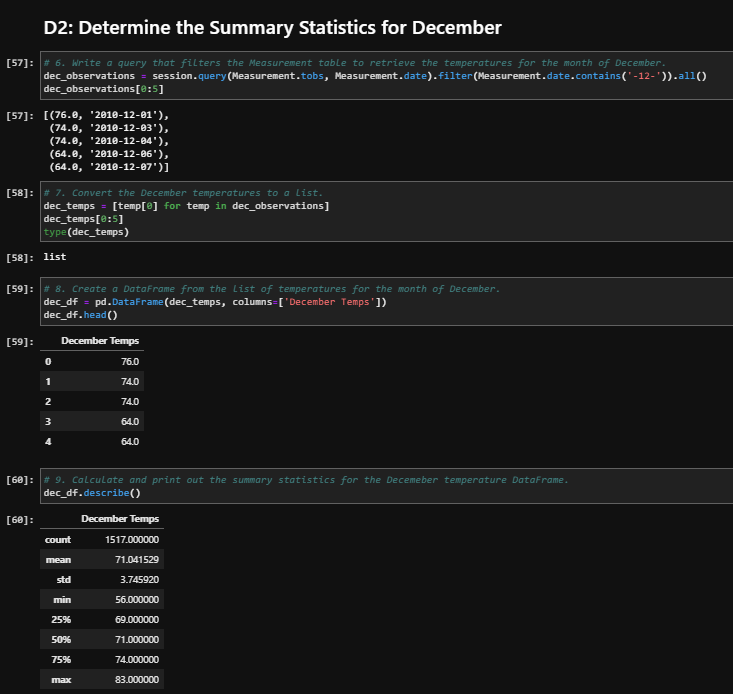 D2: Determine the Summary Statistics for December
[57]: # 6. Write a query that filters the Measurement table to retrieve the temperatures for the month of December.
dec_observations = session.query(Measurement.tobs, Measurement.date).filter(Measurement.date.contains('-12-')).all()
dec_observations[0:5]
[57]: [(76.0, '2010-12-01'),
(74.0, '2010-12-03'),
(74.0, '2010-12-04'),
(64.0, '2010-12-06'),
(64.0, '2010-12-07')]
[58]: # 7. Convert the December temperatures to a list.
dec_temps = [temp[0] for temp in dec_observations]
dec_temps[0:5]
type(dec_temps)
[58]: list
[59]: # 8. Create a DataFrame from the list of temperatures for the month of December.
dec_df = pd.DataFrame(dec_temps, columns=['December Temps'])
dec_df.head()
[59]: December Temps
0 76.0
1 74.0
2 74.0
3 64.0
4 64.0
[60]: # 9. Calculate and print out the summary statistics for the Decemeber temperature DataFrame.
dec_df.describe()
[60]: December Temps
count 1517.000000
mean 71.041529
std 3.745920
min 56.000000
25% 69.000000
50% 71.000000
75% 74.000000
max 83.000000